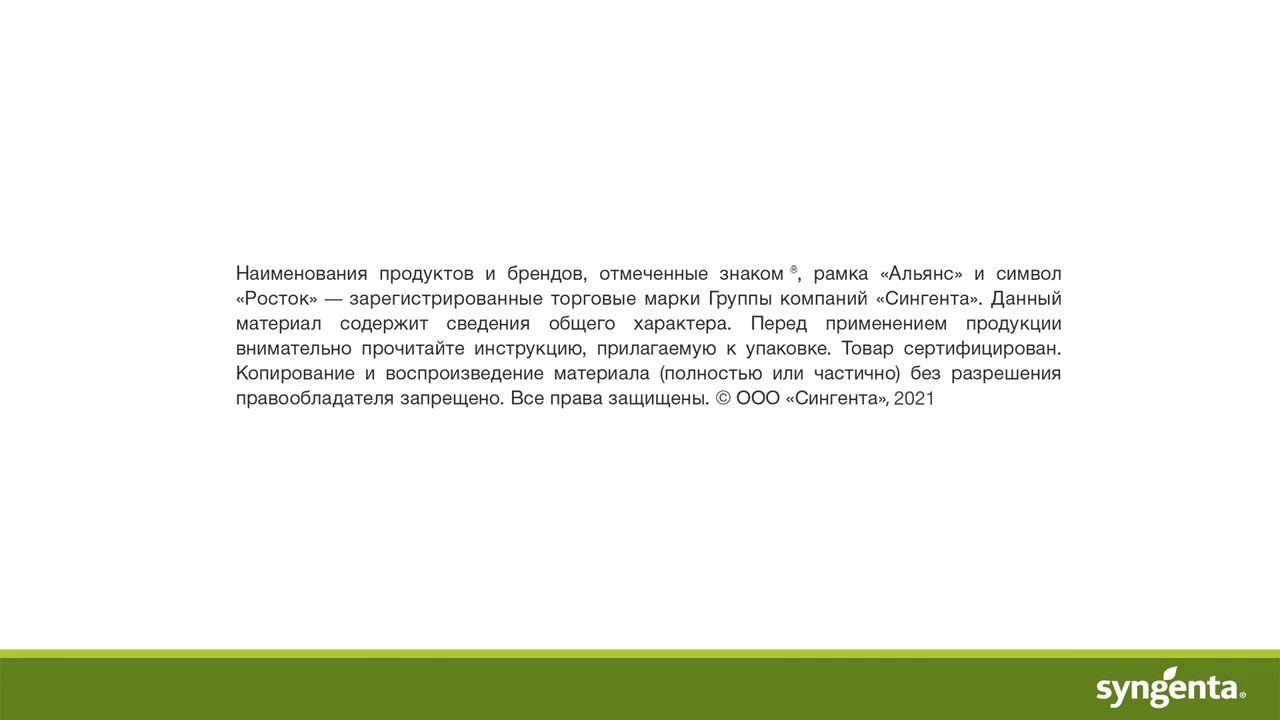 Наименования продуктов и брендов, отмеченные знаком ®, рамка «Альянс» и символ
«Росток» — зарегистрированные торговые марки Группы компаний «Сингента». Данный
материал содержит сведения общего характера. Перед применением продукции
внимательно прочитайте инструкцию, прилагаемую к упаковке. Товар сертифицирован.
Копирование и воспроизведение материала (полностью или частично) без разрешения
правообладателя запрещено. Все права защищены. © ООО «Сингента», 2021
syngenta®